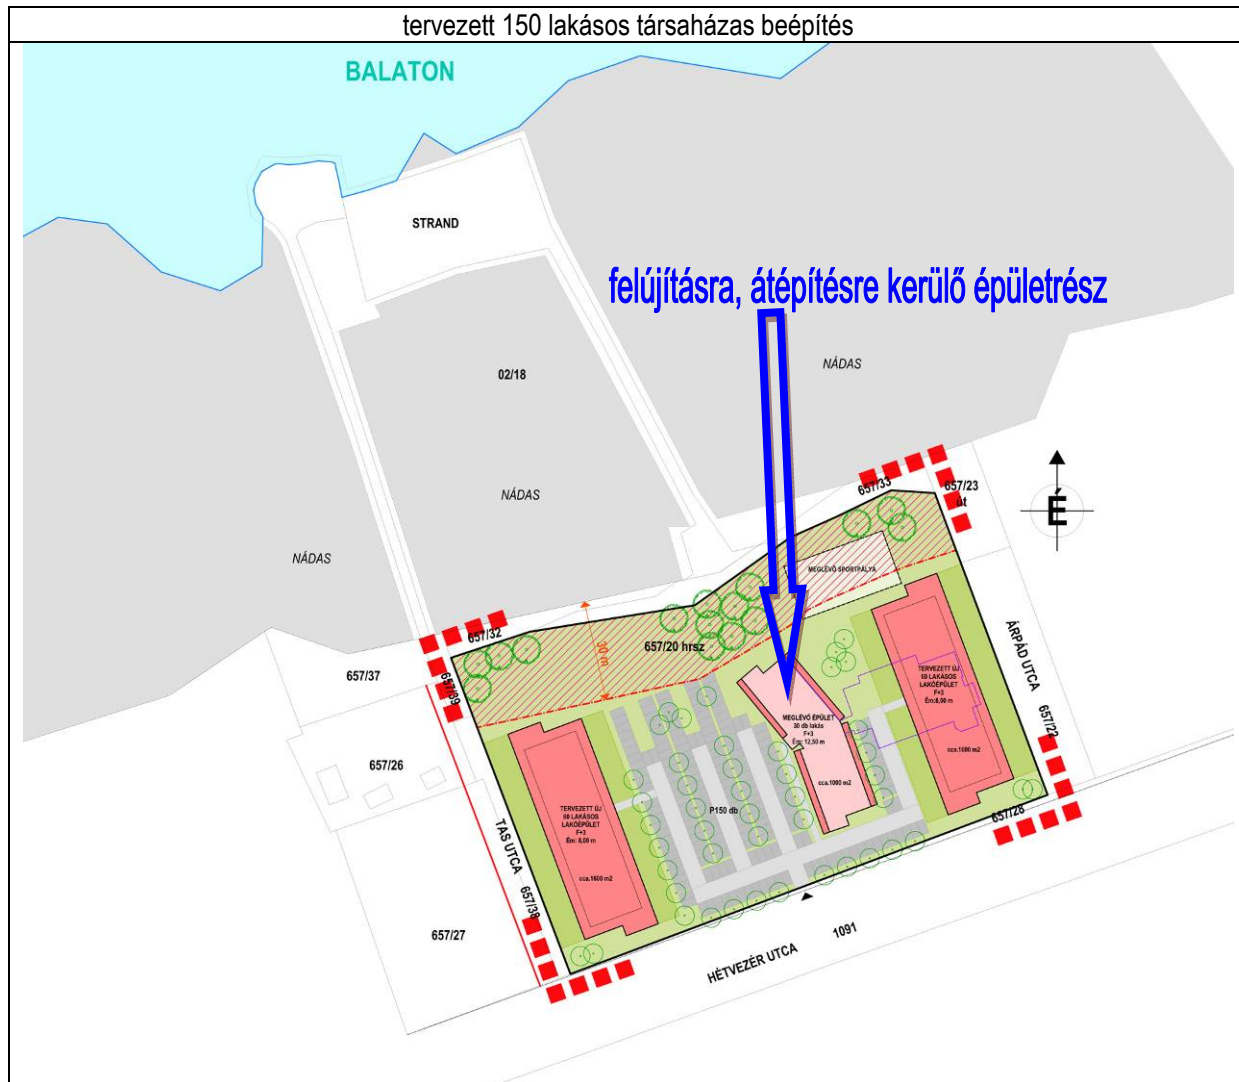 tervezett 150 lakásos társaházas beépítés
BALATON
STRAND
felújításra, átépítésre kerülő épületrész
02/18
NÁDAS
NÁDAS
NÁDAS
657/33
657/23
út
É
MEGLÉVŐ SPORTPÁLYA
657/32
30 m
657/20 hrsz
657/37
657/39
ÁRPÁD UTCA
657/22
TERVEZETT ÚJ
60 LAKÁSOS
LAKÓÉPÜLET
F+3
Ém:8,00 m
cca.1600 m2
MEGLÉVŐ ÉPÜLET
30 db lakás
F+3
Ém: 12,50 m
cca.1000 m2
657/26
TERVEZETT ÚJ
60 LAKÁSOS
LAKÓÉPÜLET
F+3
Ém: 8,00 m
cca.1600 m2
P150 db
TAS UTCA
657/38
657/28
657/27
HÉTVEZÉR UTCA
1091